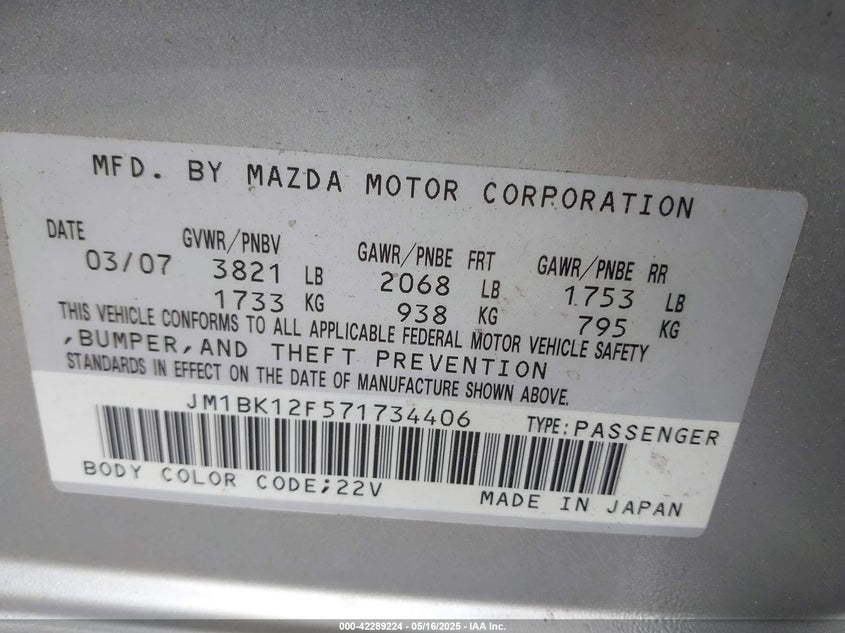 MFD. BY MAZDA MOTOR CORPORATION
DATE GVWR/PNBV GAWR/PNBE FRT GAWR/PNBE RR
03/07 3821 LB 2068 LB 1753 LB
1733 KG 938 KG 795 KG
THIS VEHICLE CONFORMS TO ALL APPLICABLE FEDERAL MOTOR VEHICLE SAFETY
,BUMPER,AND THEFT PREVENTION
STANDARDS IN EFFECT ON THE DATE OF MANUFACTURE SHOWN ABOVE.
JM1BK12F571734406 TYPE:PASSENGER
BODY COLOR CODE;22V MADE IN JAPAN
000-42289224 - 05/16/2025 - IAA Inc.